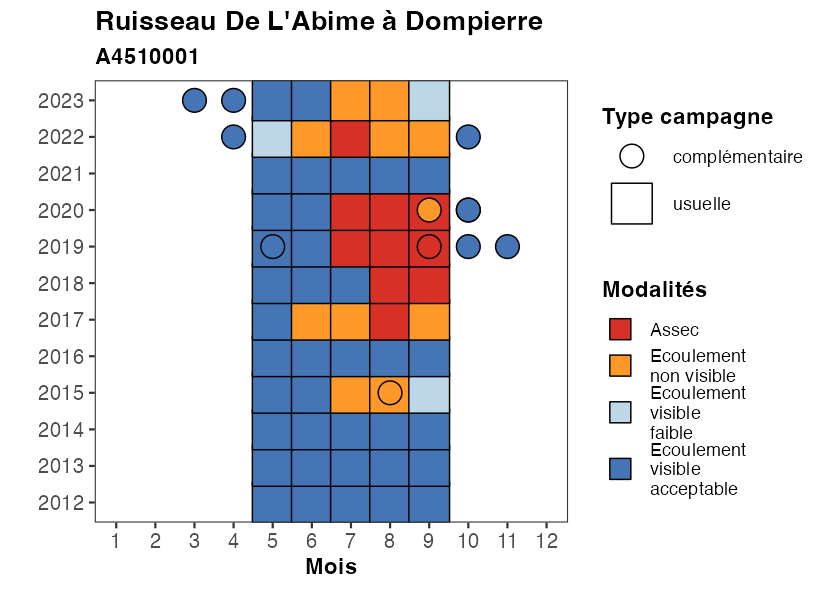 Ruisseau De L'Abime à Dompierre
A4510001
2023
2022
2021
2020
2019
2018
2017
2016
2015
2014
2013
2012
1 2 3 4 5 6 7 8 9 10 11 12
Mois
Type campagne
complémentaire
usuelle
Modalités
Assec
Ecoulement
non visible
Ecoulement
visible
faible
Ecoulement
visible
acceptable